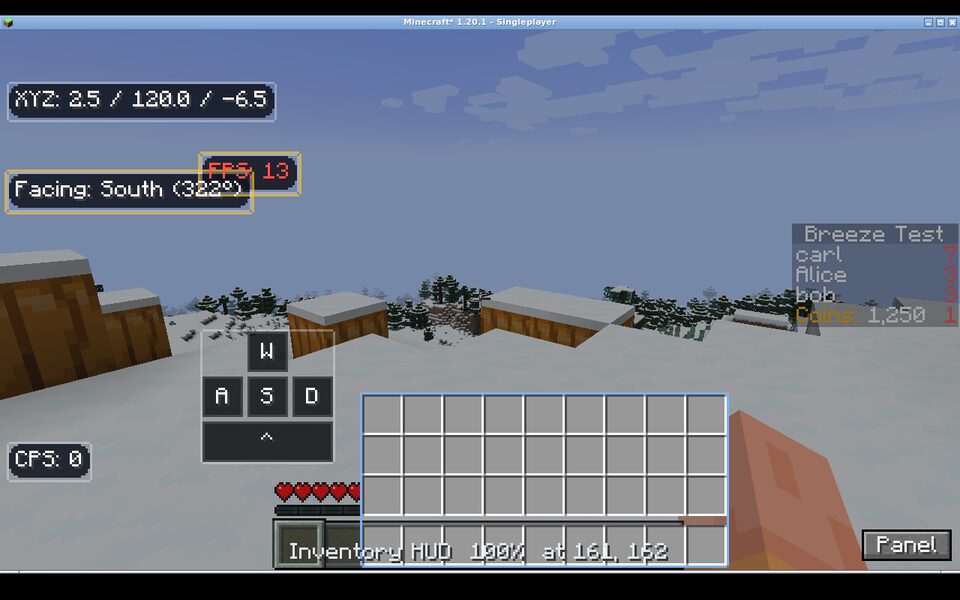 Minecraft* 1.20.1 - Singleplayer
XYZ: 2.5 / 120.0 / -6.5
FPS: 13
Facing: South (322°)
Breeze Test
carl
Alice 3
bob 3
Coins: 1,250 1
W
A S D
^
CPS: 0
Inventory HUD 100% at 161, 162
Panel